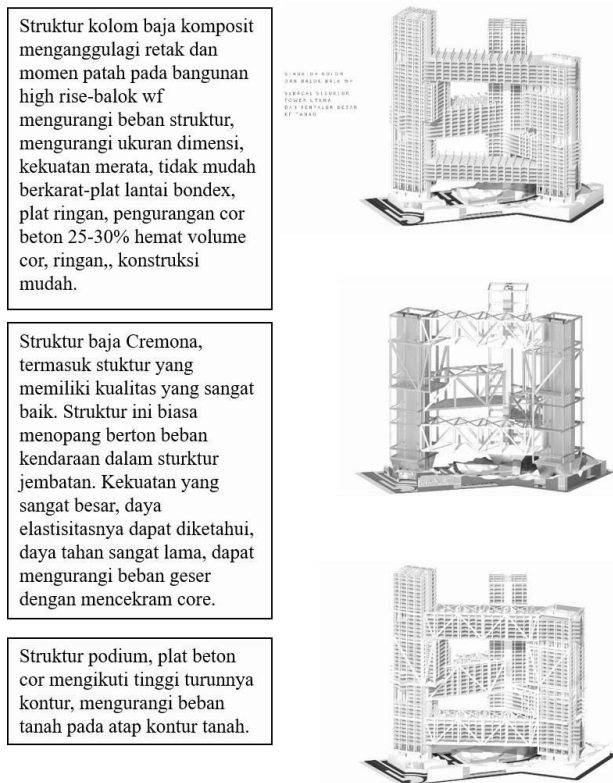 Struktur kolom baja komposit
menganggulagi retak dan
momen patah pada bangunan
high rise-balok wf
mengurangi beban struktur,
mengurangi ukuran dimensi,
kekuatan merata, tidak mudah
berkarat-plat lantai bondex,
plat ringan, pengurangan cor
beton 25-30% hemat volume
cor, ringan,, konstruksi
mudah.
Struktur baja Cremona,
termasuk stuktur yang
memiliki kualitas yang sangat
baik. Struktur ini biasa
menopang berton beban
kendaraan dalam sturktur
jembatan. Kekuatan yang
sangat besar, daya
elastisitasnya dapat diketahui,
daya tahan sangat lama, dapat
mengurangi beban geser
dengan mencekram core.
Struktur podium, plat beton
cor mengikuti tinggi turunnya
kontur, mengurangi beban
tanah pada atap kontur tanah.